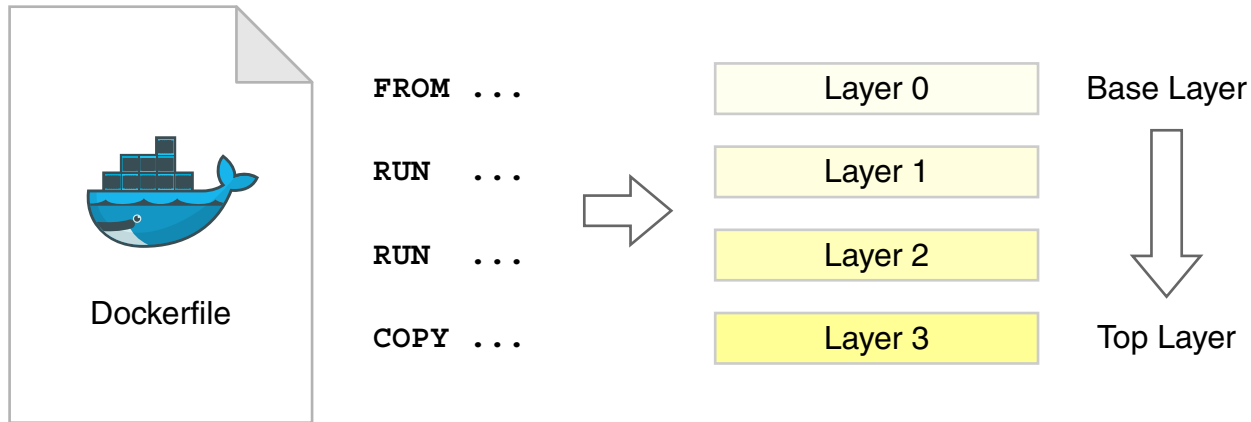 FROM ... Layer 0 Base Layer
RUN ... Layer 1
RUN ... Layer 2
COPY ... Layer 3 Top Layer
Dockerfile